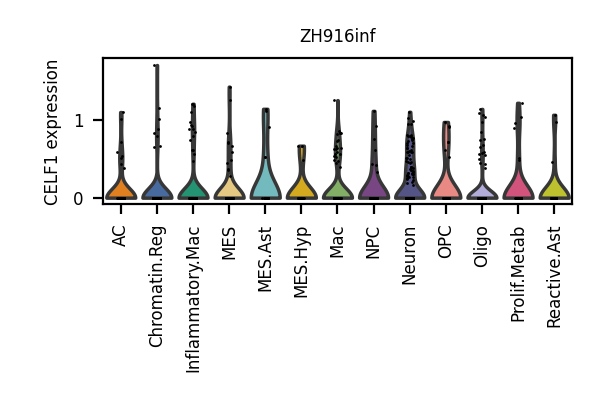 ZH916inf
CELF1 expression
1
0
AC
Chromatin.Reg
Inflammatory.Mac
MES
MES.Ast
MES.Hyp
Mac
NPC
Neuron
OPC
Oligo
Prolif.Metab
Reactive.Ast